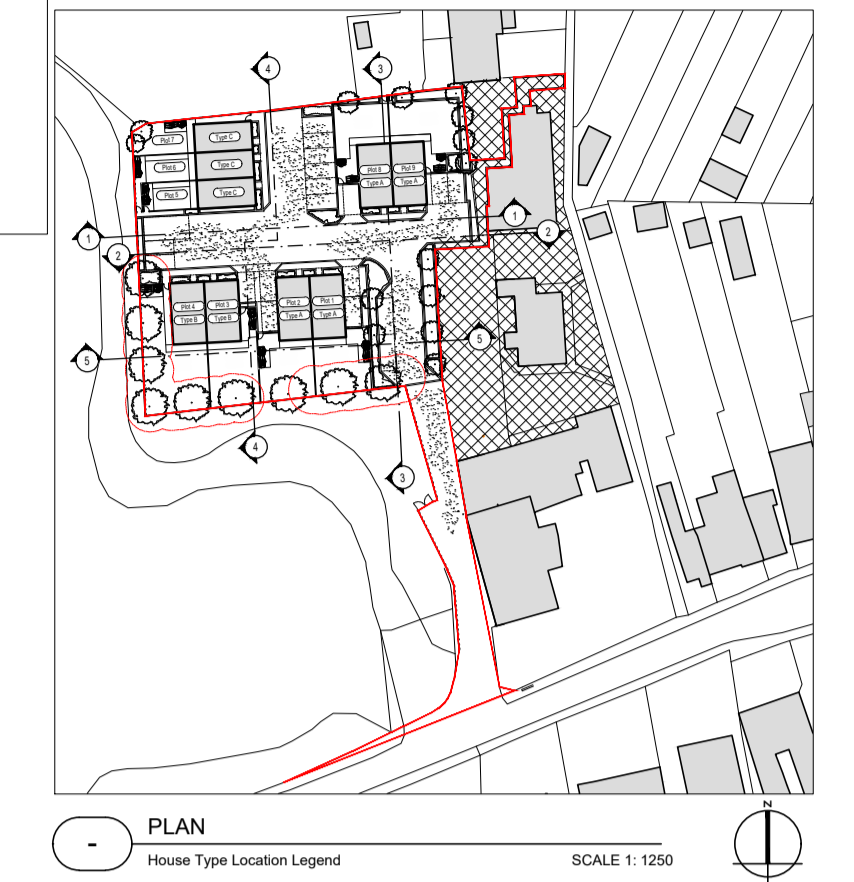 4
3
Plot 7
Type C
Plot 6
Type C
Plot 8
Plot 9
Type A
Type A
Plot 5
Type C
1
1
2
2
Plot 4
Plot 3
Type B
Type B
Plot 2
Plot 1
Type A
Type A
5
5
4
3
N
-
PLAN
House Type Location Legend
SCALE 1: 1250